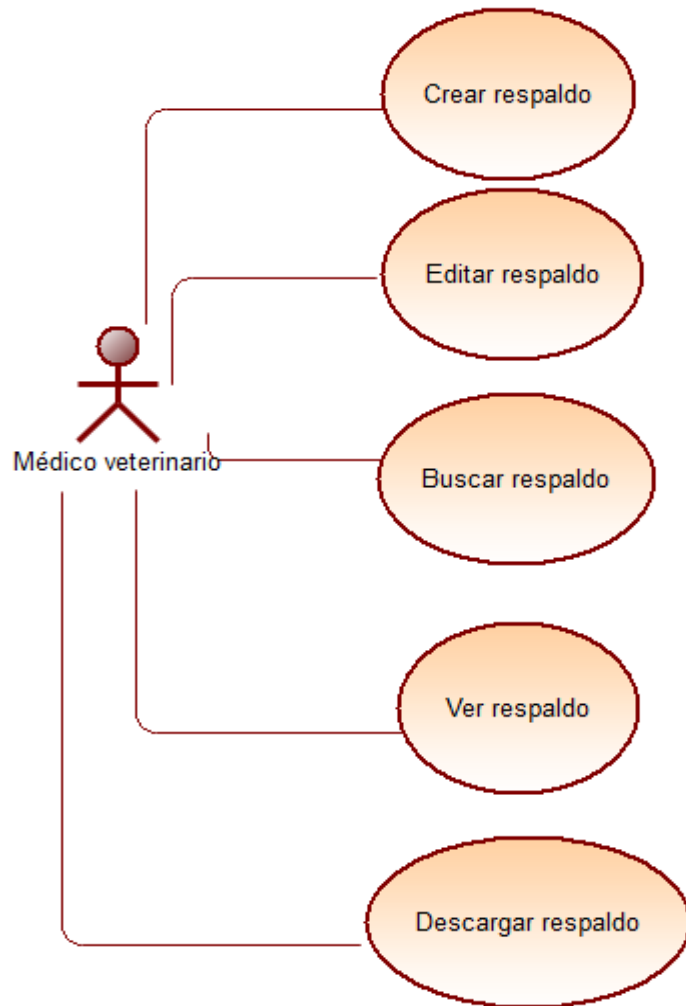 Crear respaldo
Editar respaldo
Médico veterinario
Buscar respaldo
Ver respaldo
Descargar respaldo